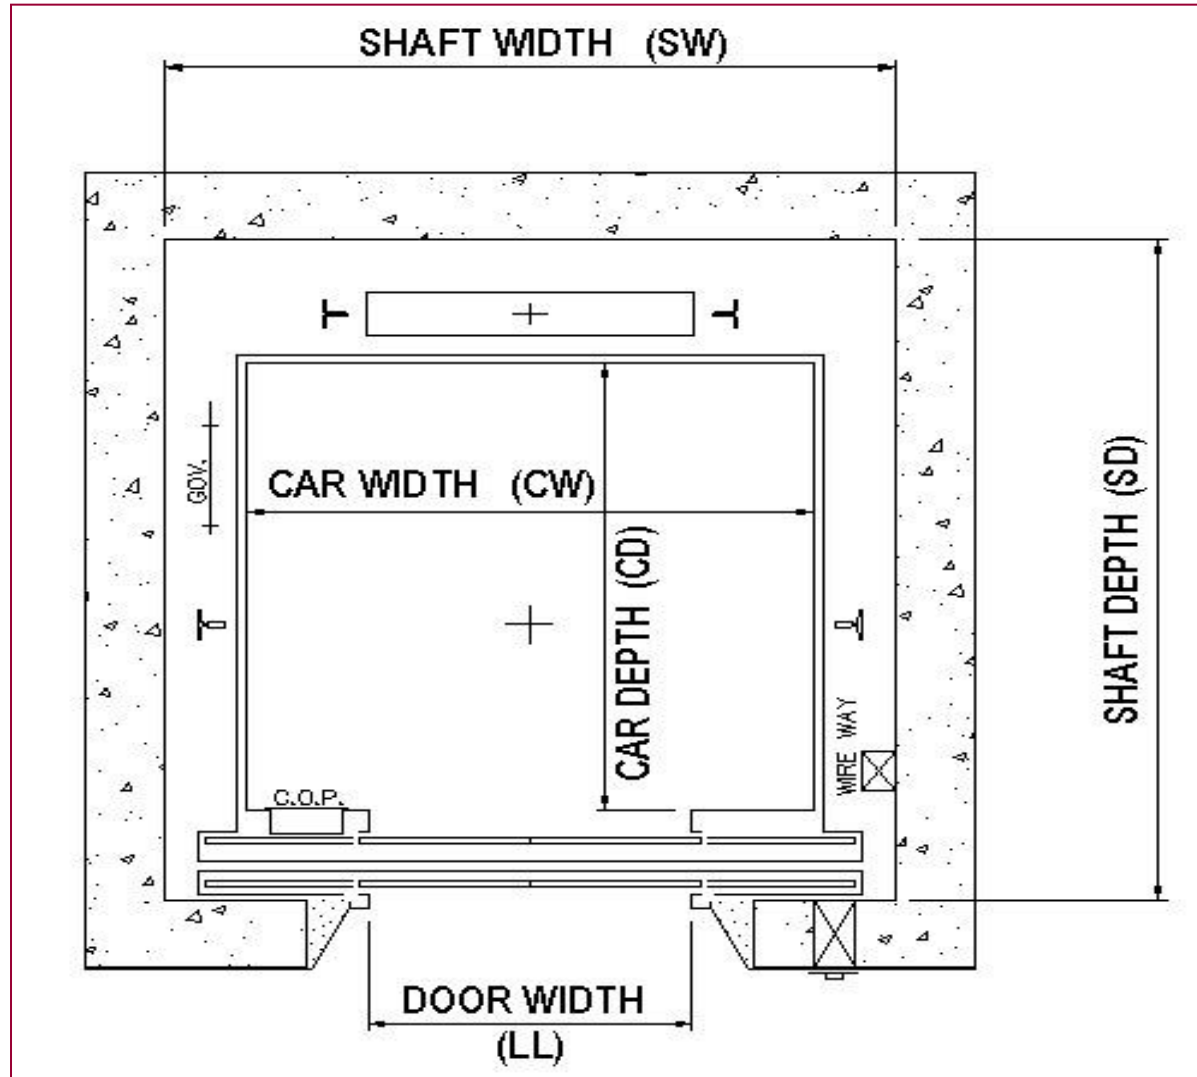 SHAFT WIDTH (SW)
GOV.
CAR WIDTH (CW)
CAR DEPTH (CD)
SHAFT DEPTH (SD)
WIRE WAY
C.O.P.
DOOR WIDTH
(LL)